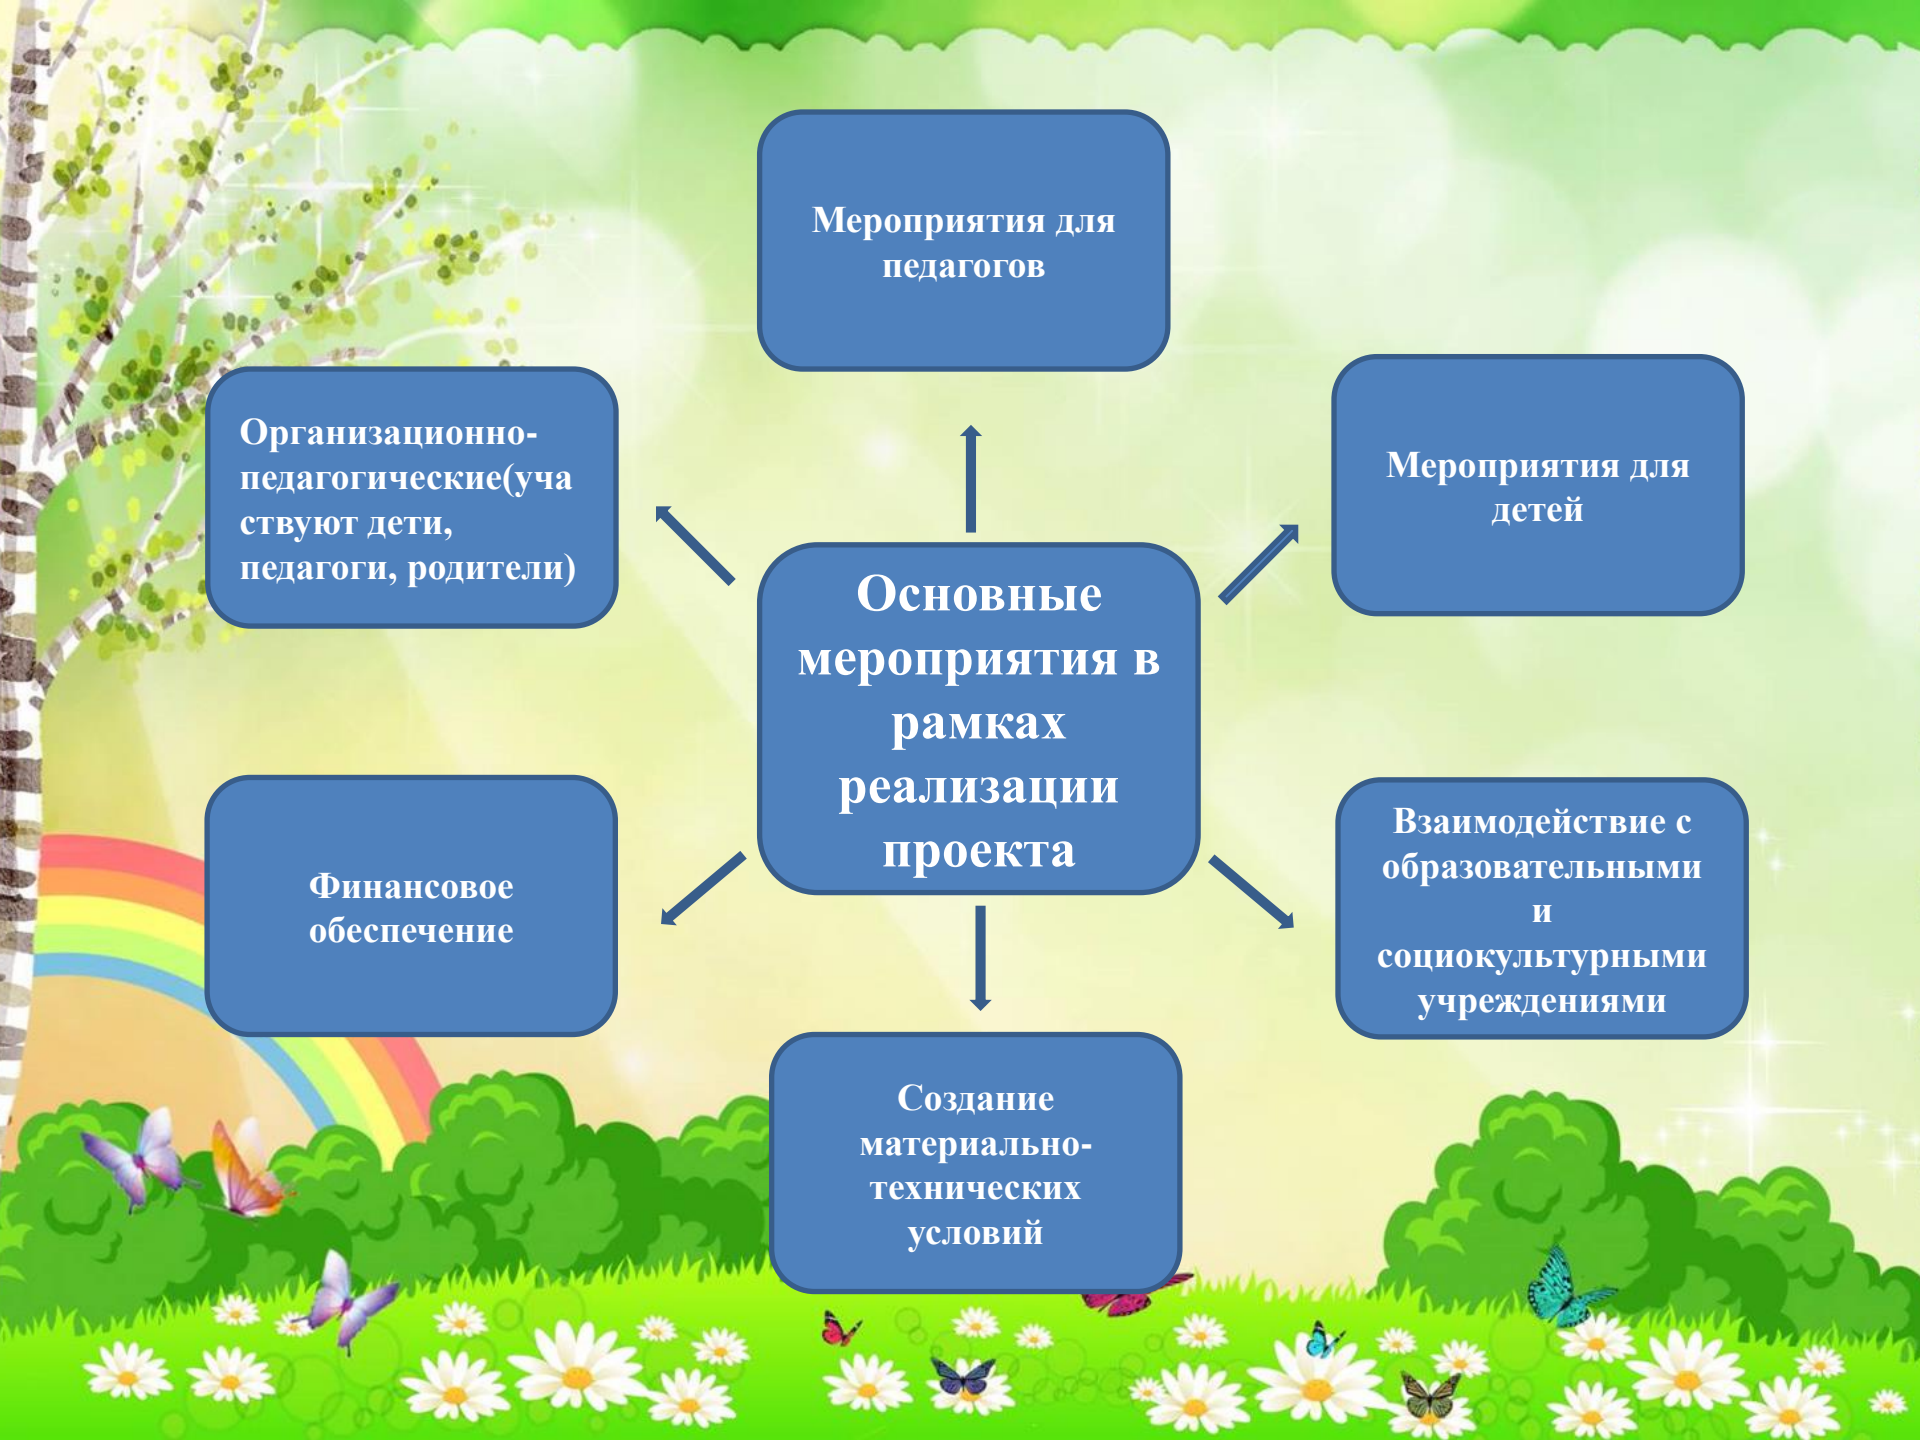 Мероприятия для
педагогов
Организационно-
педагогические(уча
ствуют дети,
педагоги, родители)
Мероприятия для
детей
Основные
мероприятия в
рамках
реализации
проекта
Финансовое
обеспечение
Взаимодействие с
образовательными
и
социокультурными
учреждениями
Создание
материально-
технических
условий